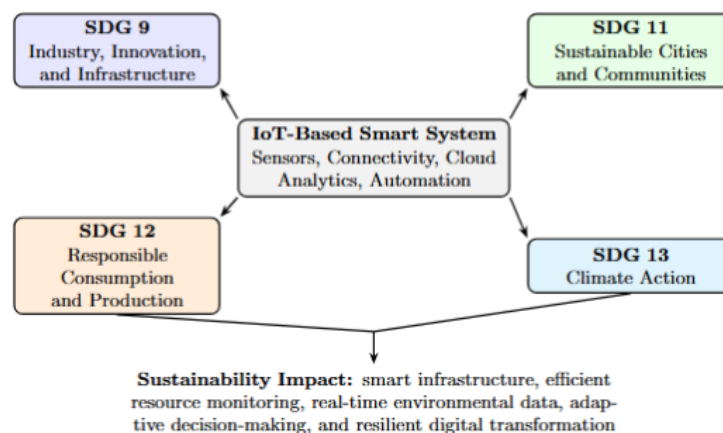 SDG 9
Industry, Innovation,
and Infrastructure
SDG 11
Sustainable Cities
and Communities
IoT-Based Smart System
Sensors, Connectivity, Cloud
Analytics, Automation
SDG 12
Responsible
Consumption
and Production
SDG 13
Climate Action
Sustainability Impact: smart infrastructure, efficient
resource monitoring, real-time environmental data, adap-
tive decision-making, and resilient digital transformation